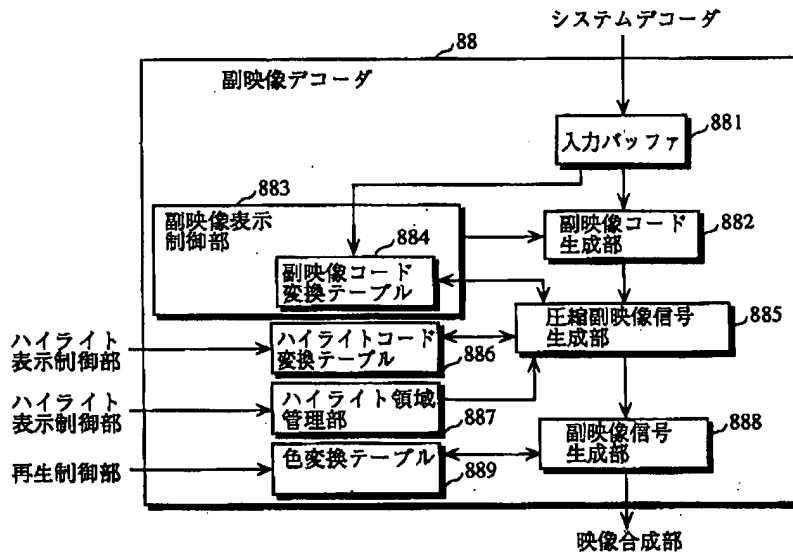 システムデコーダ
88
副映像デコーダ
881
入力バッファ
883
副映像表示
制御部
884
副映像コード
変換テーブル
副映像コード
生成部
882
圧縮副映像信号
生成部
885
ハイライト
表示制御部
ハイライトコード
変換テーブル
886
ハイライト
表示制御部
ハイライト領域
管理部
887
副映像信号
生成部
888
再生制御部
色変換テーブル
889
映像合成部